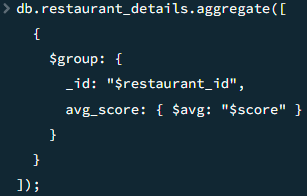 > db.restaurant_details.aggregate([
  {
    $group: {
      _id: "$restaurant_id",
      avg_score: { $avg: "$score" }
    }
  }
]);